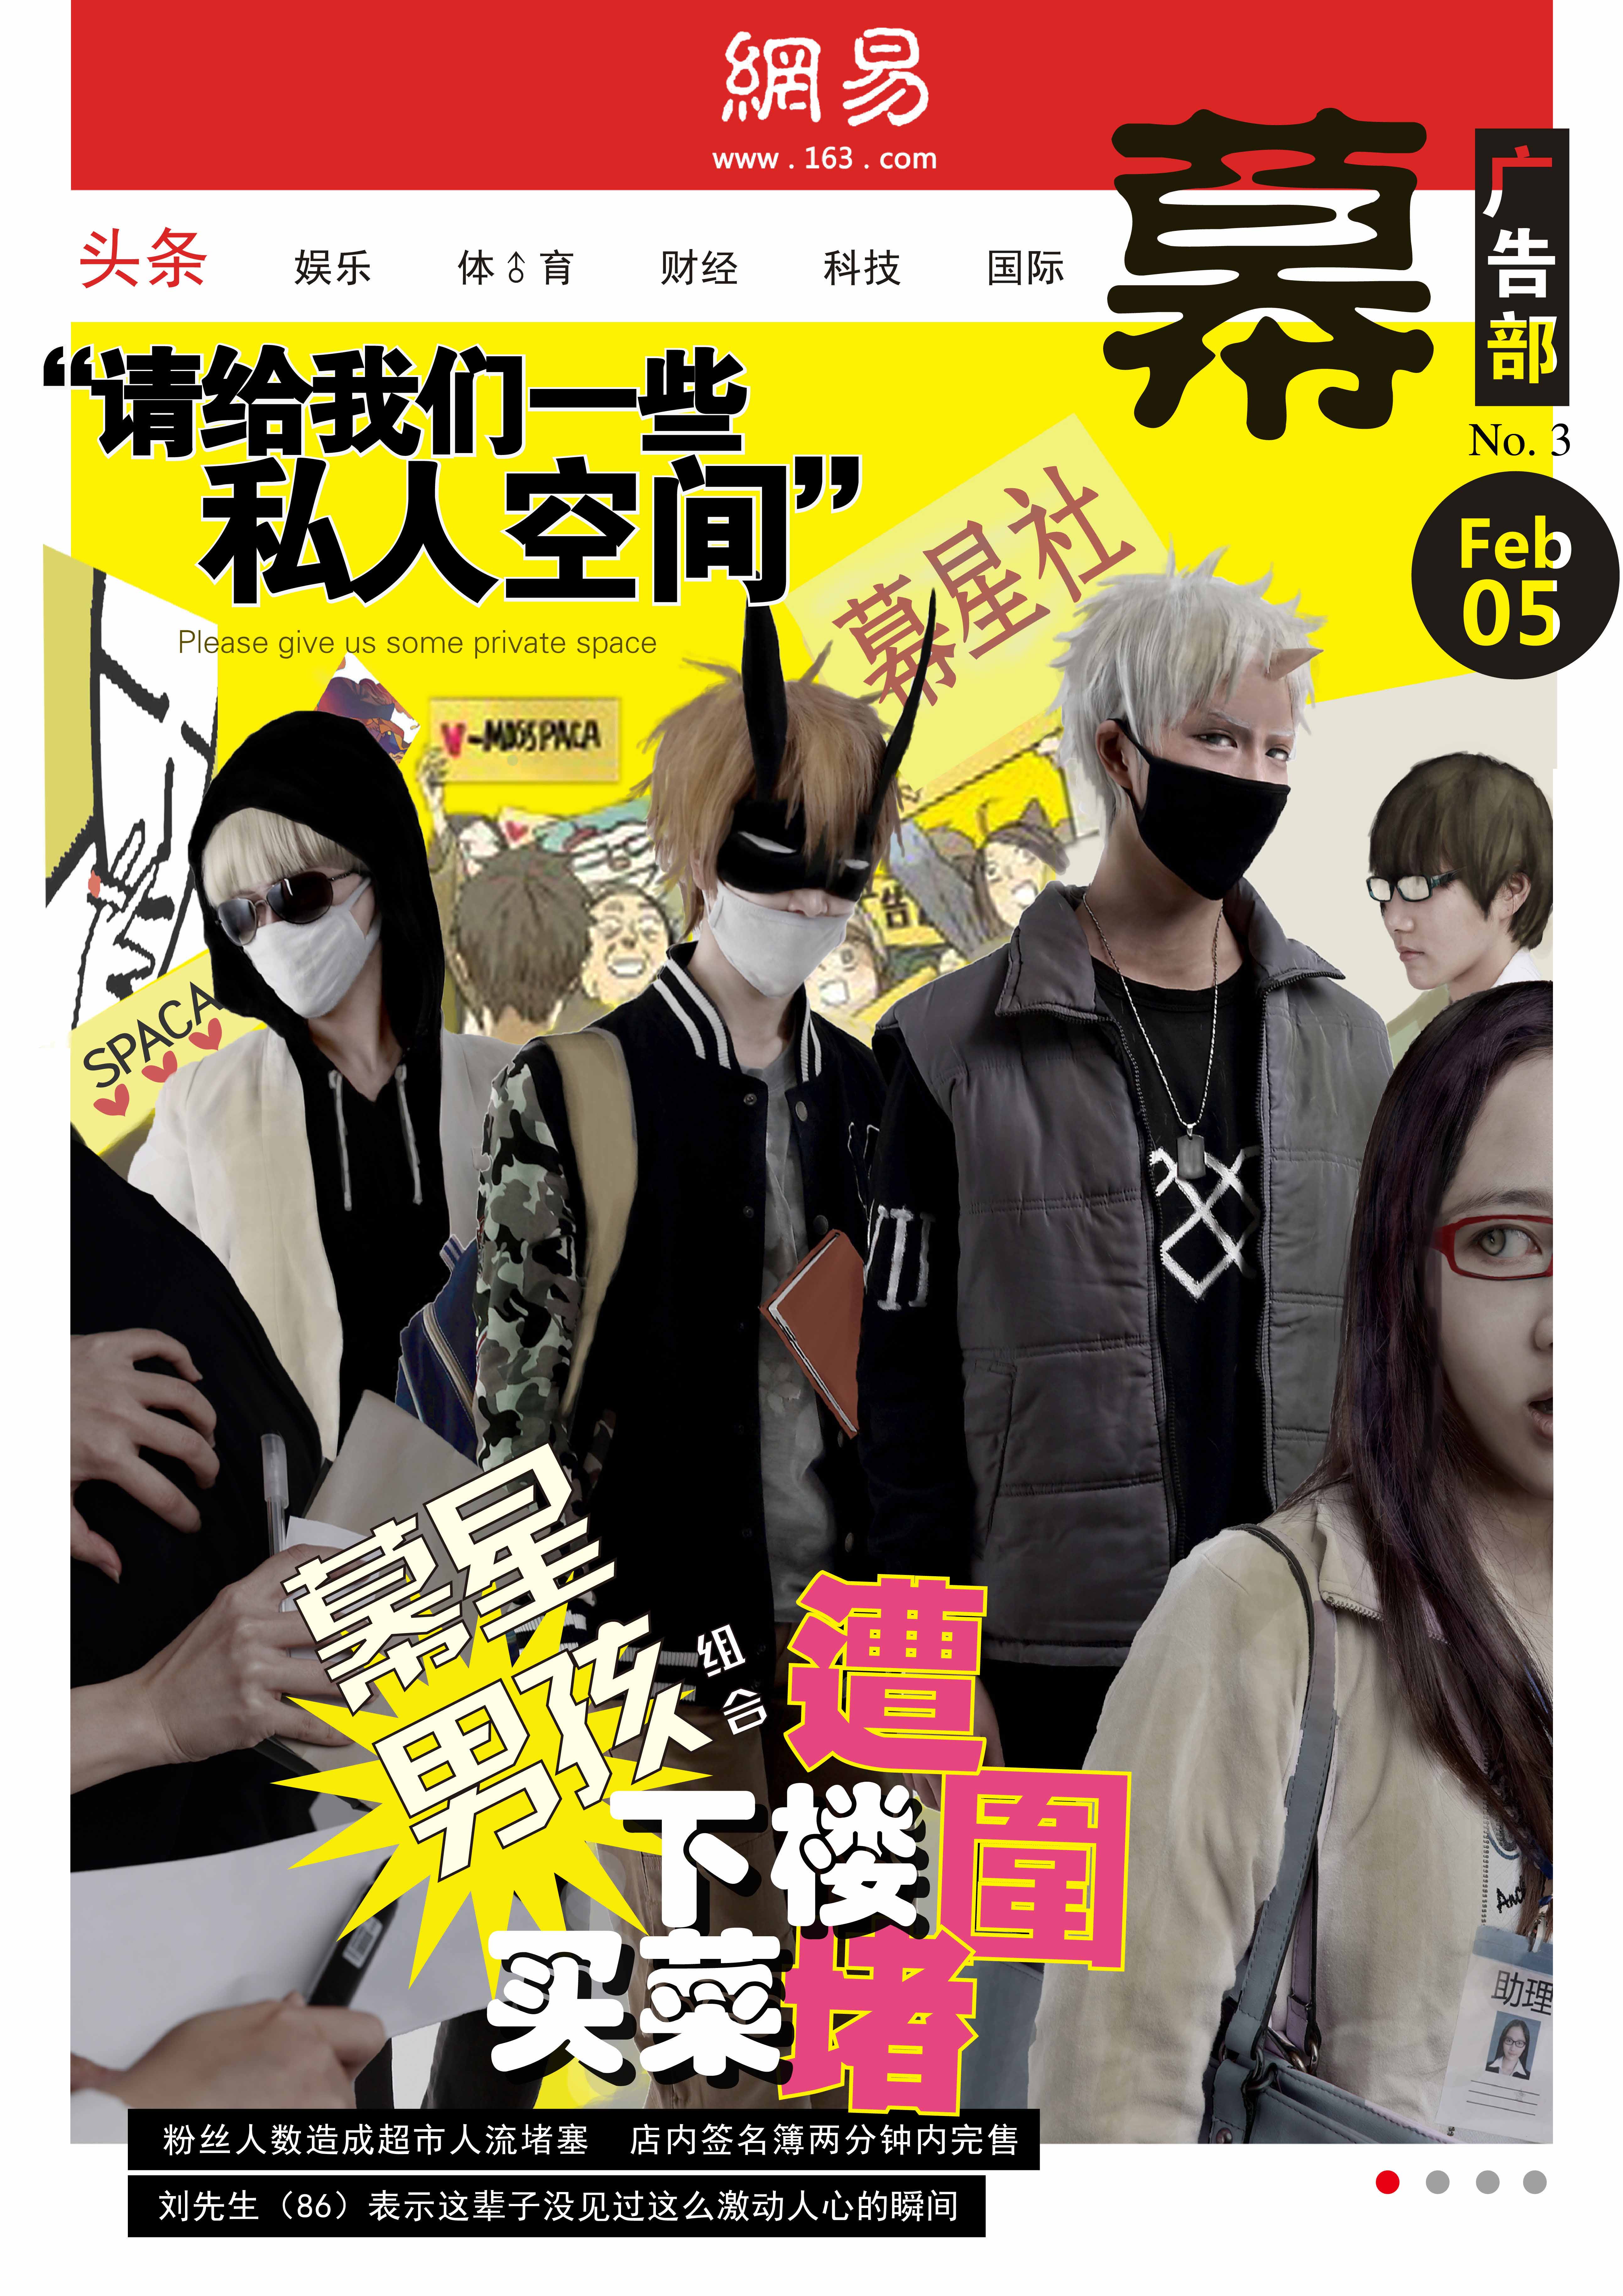 網易
www . 163 . com
幕
广告部
No. 3
Feb
05
头条 娱乐 体♂育 财经 科技 国际
“请给我们一些
私人空间”
Please give us some private space
幕星社
V-MOOSPACA
SPACA
告
幕星
男孩
组合
遭
下楼
围
买菜
堵
助理
粉丝人数造成超市人流堵塞 店内签名簿两分钟内完售
刘先生（86）表示这辈子没见过这么激动人心的瞬间